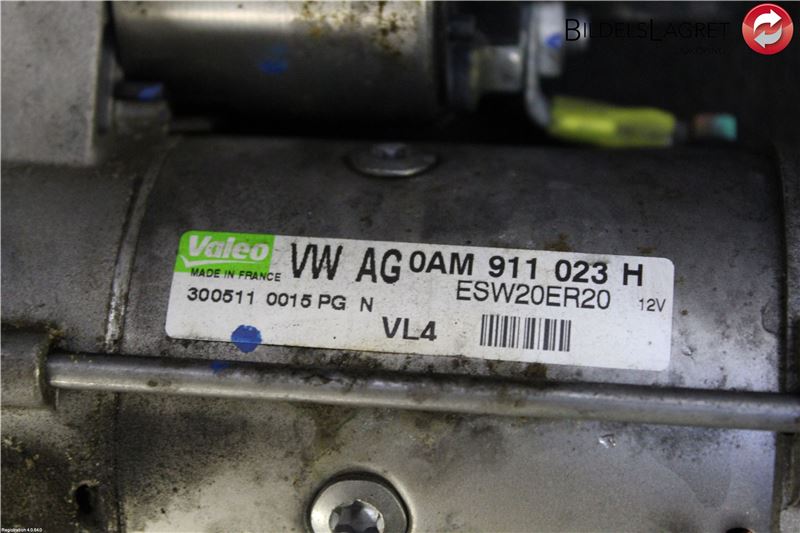 BILDELSLAGRET
Valeo
MADE IN FRANCE
VW AG 0AM 911 023 H
ESW20ER20 12V
300511 0015 PG N
VL4